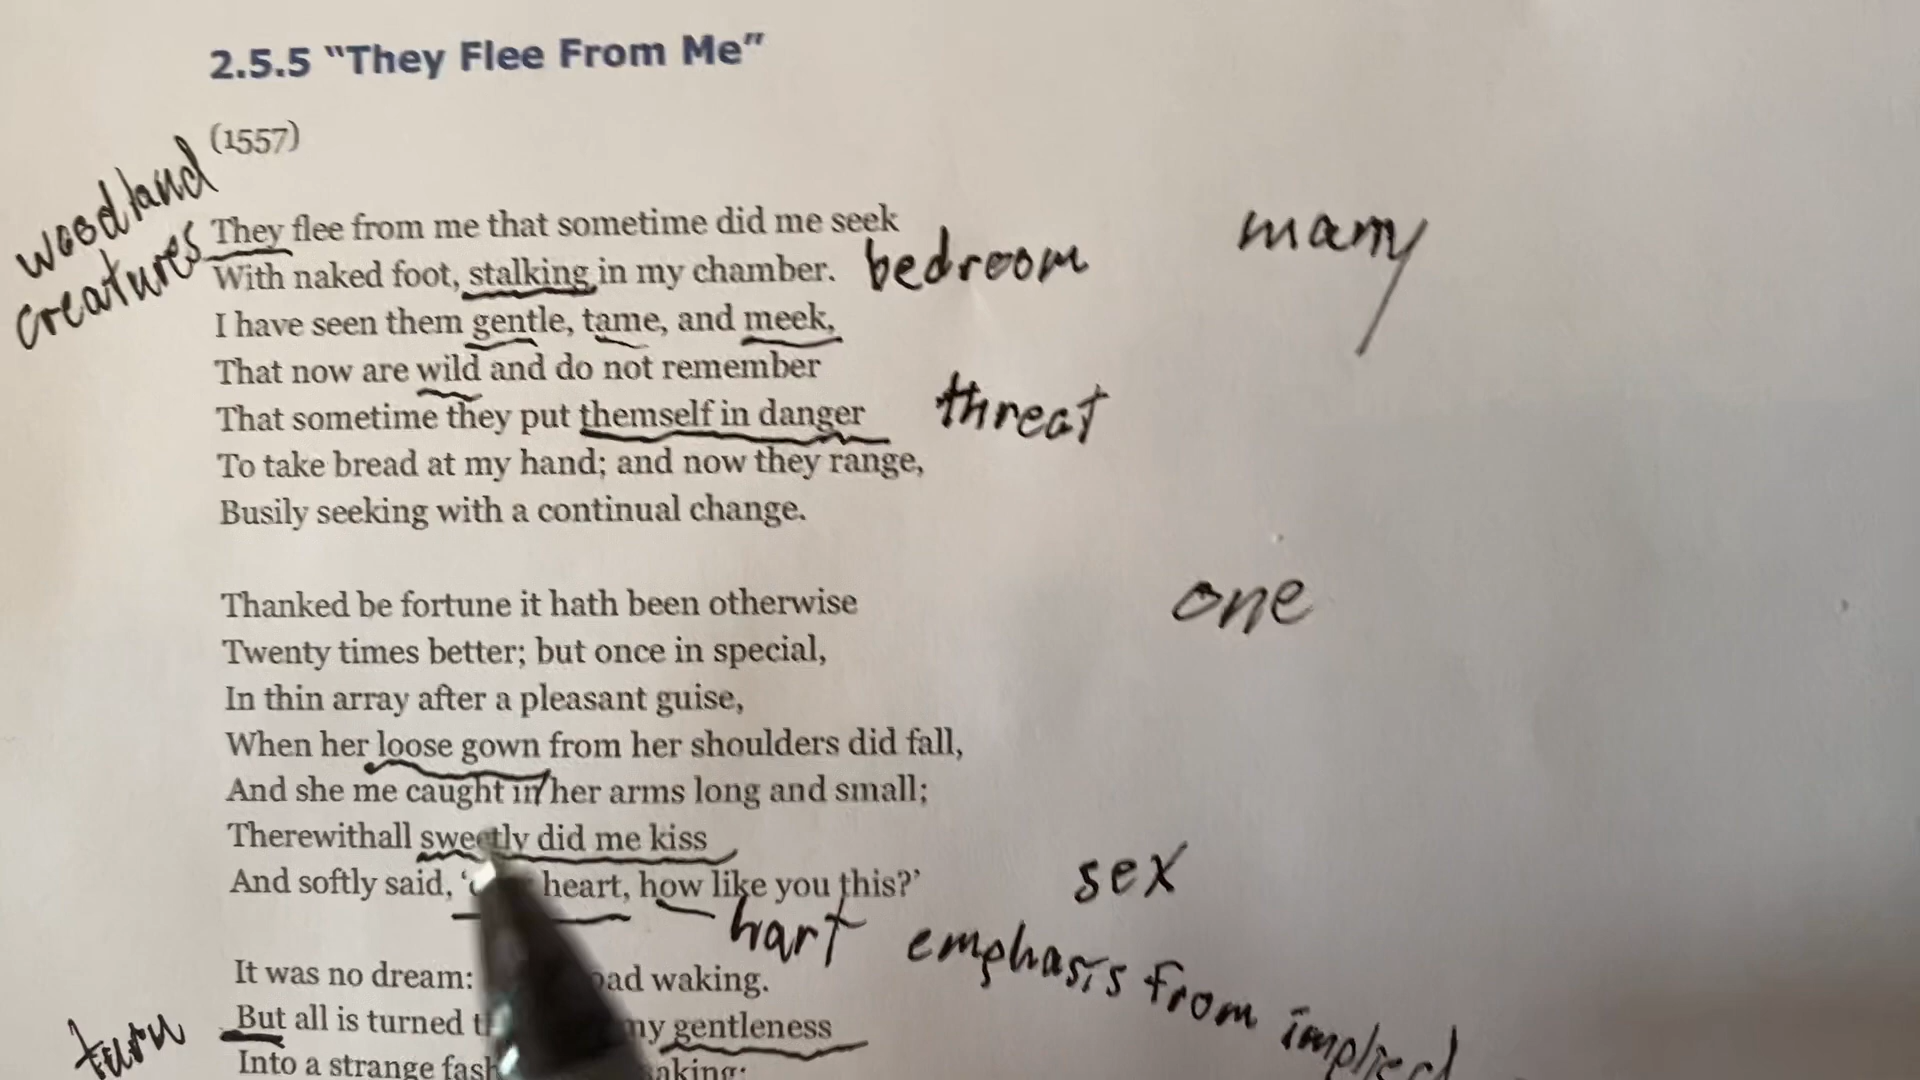 2.5.5 “They Flee From Me”
(1557)
woodland
creatures
They flee from me that sometime did me seek
With naked foot, stalking in my chamber.
bedroom
many
I have seen them gentle, tame, and meek,
That now are wild and do not remember
That sometime they put themself in danger
threat
To take bread at my hand; and now they range,
Busily seeking with a continual change.
Thanked be fortune it hath been otherwise
one
Twenty times better; but once in special,
In thin array after a pleasant guise,
When her loose gown from her shoulders did fall,
And she me caught in her arms long and small;
Therewithall sweetly did me kiss
And softly said, ‘ heart, how like you this?’
sex
hart
emphasis from implied
It was no dream: waking.
turn
But all is turned my gentleness
Into a strange